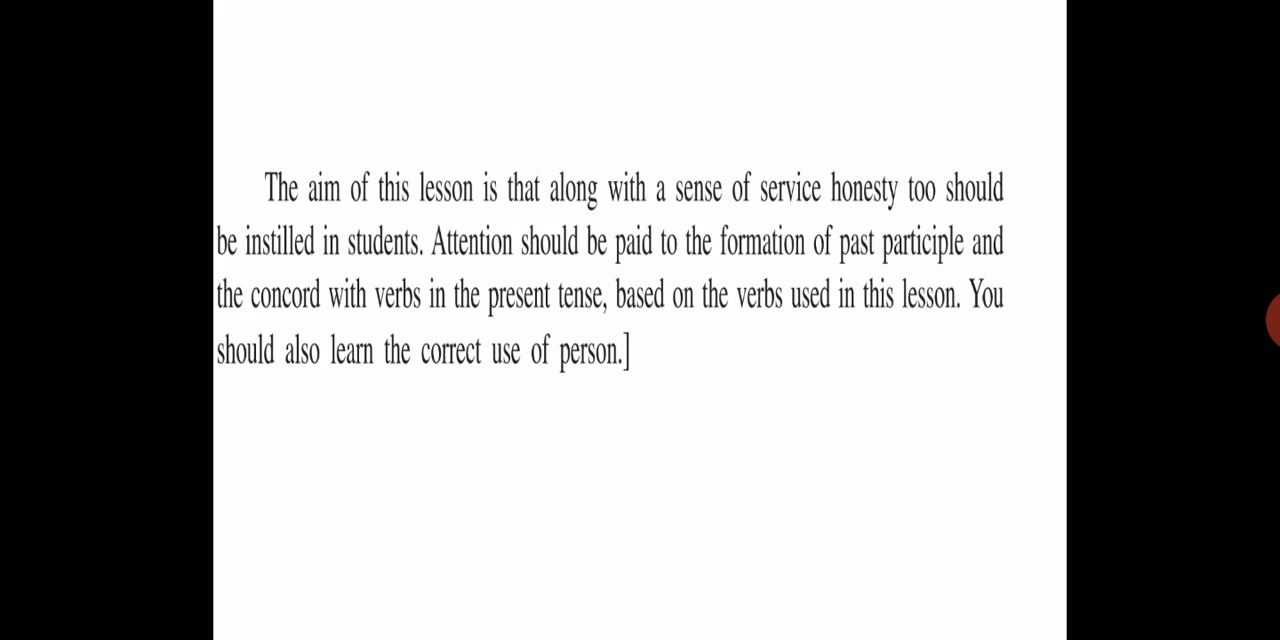 The aim of this lesson is that along with a sense of service honesty too should
be instilled in students. Attention should be paid to the formation of past participle and
the concord with verbs in the present tense, based on the verbs used in this lesson. You
should also learn the correct use of person.]